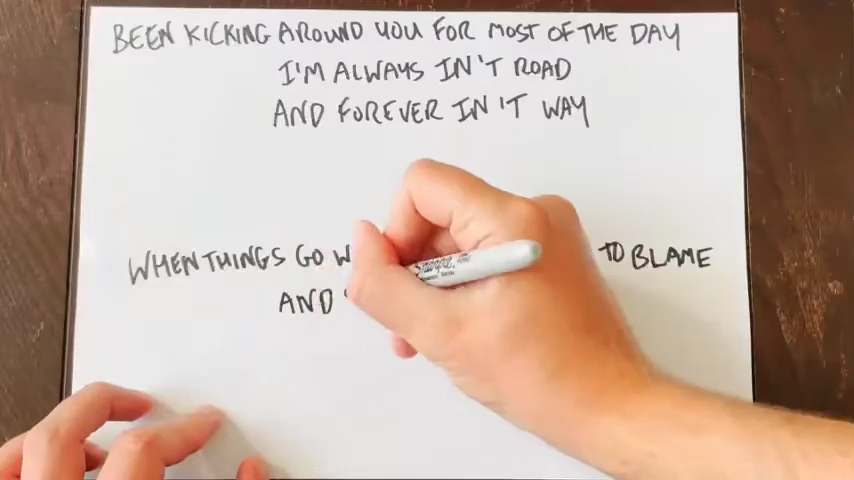 BEEN KICKING AROUND YOU FOR MOST OF THE DAY
I'M ALWAYS IN'T ROAD
AND FOREVER IN'T WAY
WHEN THINGS GO TO BLAME
AND